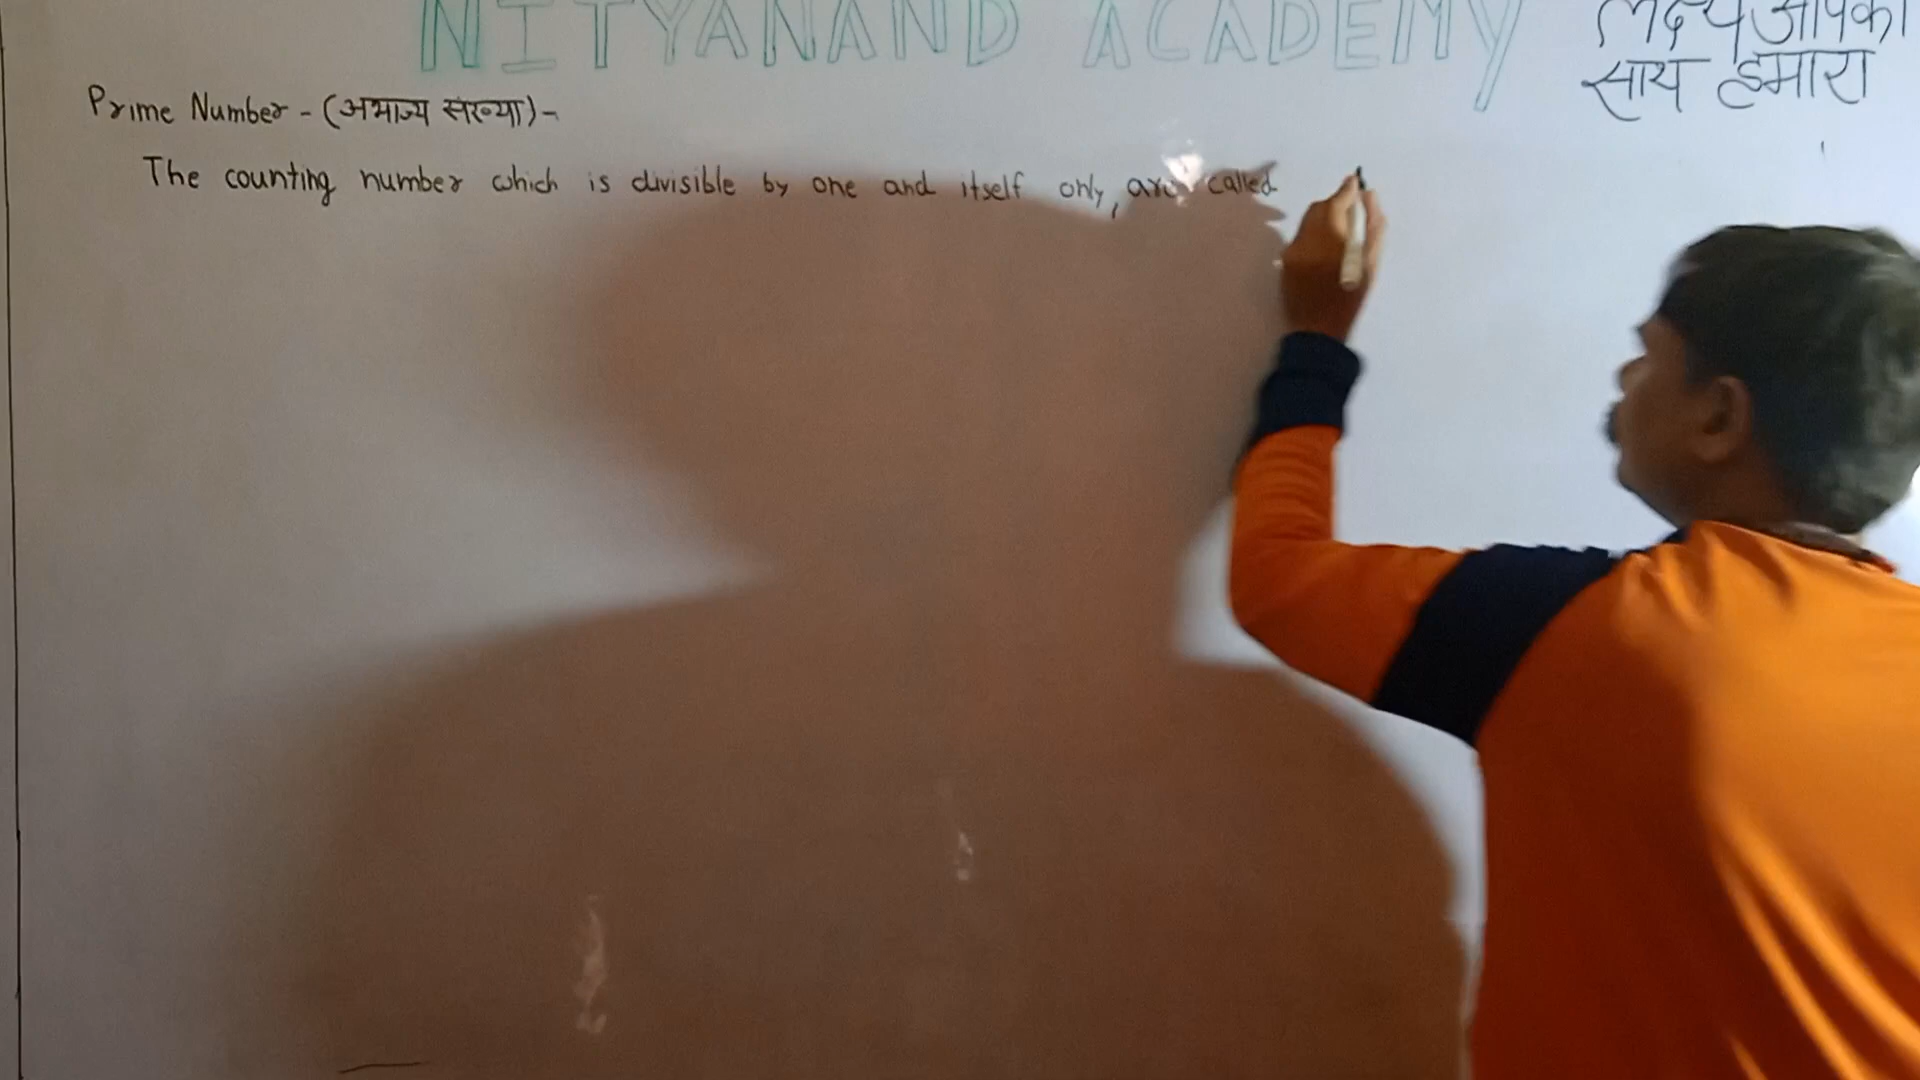 NITYANAND ACADEMY
लक्ष्य आपका
साथ हमारा
Prime Number - (अभाज्य संख्या) -
The counting number which is divisible by one and itself only, are called